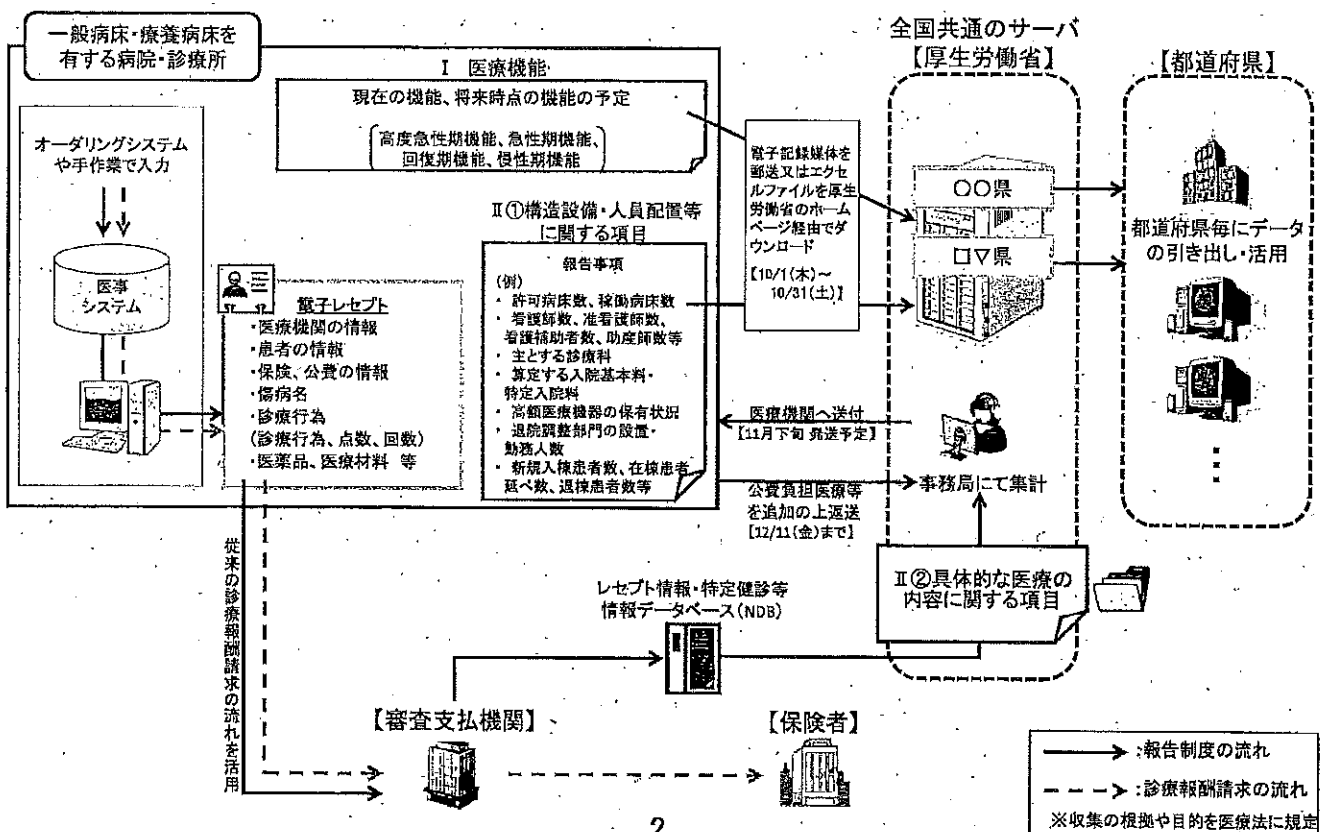 一般病床・療養病床を
有する病院・診療所
オーダリングシステム
や手作業で入力
医事
システム
電子レセプト
・医療機関の情報
・患者の情報
・保険、公費の情報
・傷病名
・診療行為
(診療行為、点数、回数)
・医薬品、医療材料 等
Ⅰ 医療機能
現在の機能、将来時点の機能の予定
高度急性期機能、急性期機能、
回復期機能、慢性期機能
Ⅱ①構造設備・人員配置等
に関する項目
報告事項
(例)
・ 許可病床数、稼働病床数
・ 看護師数、准看護師数、
看護補助者数、助産師数等
・ 主とする診療科
・ 算定する入院基本料・
特定入院料
・ 高額医療機器の保有状況
・ 退院調整部門の設置・
勤務人数
・ 新規入棟患者数、在棟患者
延べ数、退棟患者数等
電子記録媒体を
郵送又はエクセ
ルファイルを厚生
労働省のホーム
ページ経由でダ
ウンロード
【10/1(木)~
10/31(土)】
全国共通のサーバ
【厚生労働省】
〇〇県
□▽県
【都道府県】
都道府県毎にデータ
の引き出し・活用
医療機関へ送付
【11月下旬 発送予定】
公費負担医療等
を追加の上返送
【12/11(金)まで】
事務局にて集計
Ⅱ②具体的な医療の
内容に関する項目
レセプト情報・特定健診等
情報データベース(NDB)
従来の診療報酬請求の流れを活用
【審査支払機関】
【保険者】
:報告制度の流れ
:診療報酬請求の流れ
※収集の根拠や目的を医療法に規定
2